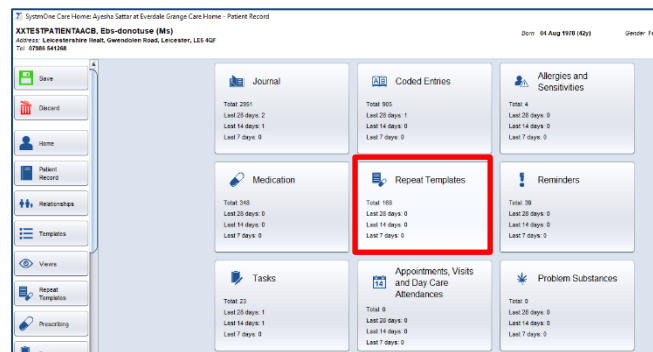 SystmOne Care Home: Ayesha Sattar at Everdale Grange Care Home - Patient Record
XXTESTPATIENTAACB, Ebs-donotuse (Ms)
Born 04 Aug 1978 (42y) Gender Fe
Address: Leicestershire Healt, Gwendolen Road, Leicester, LE5 4QF
Tel: 07986 541268
Save
Discard
Home
Patient Record
Relationships
Templates
Views
Repeat Templates
Prescribing
Journal
Total: 2951
Last 28 days: 2
Last 14 days: 1
Last 7 days: 0
Coded Entries
Total: 905
Last 28 days: 1
Last 14 days: 0
Last 7 days: 0
Allergies and
Sensitivities
Total: 4
Last 28 days: 0
Last 14 days: 0
Last 7 days: 0
Medication
Total: 348
Last 28 days: 0
Last 14 days: 0
Last 7 days: 0
Repeat Templates
Total: 168
Last 28 days: 0
Last 14 days: 0
Last 7 days: 0
Reminders
Total: 39
Last 28 days: 0
Last 14 days: 0
Last 7 days: 0
Tasks
Total: 23
Last 28 days: 1
Last 14 days: 1
Last 7 days: 0
14
Appointments, Visits
and Day Care
Attendances
Total: 0
Last 28 days: 0
Last 14 days: 0
Last 7 days: 0
Problem Substances
Total: 0
Last 28 days: 0
Last 14 days: 0
Last 7 days: 0